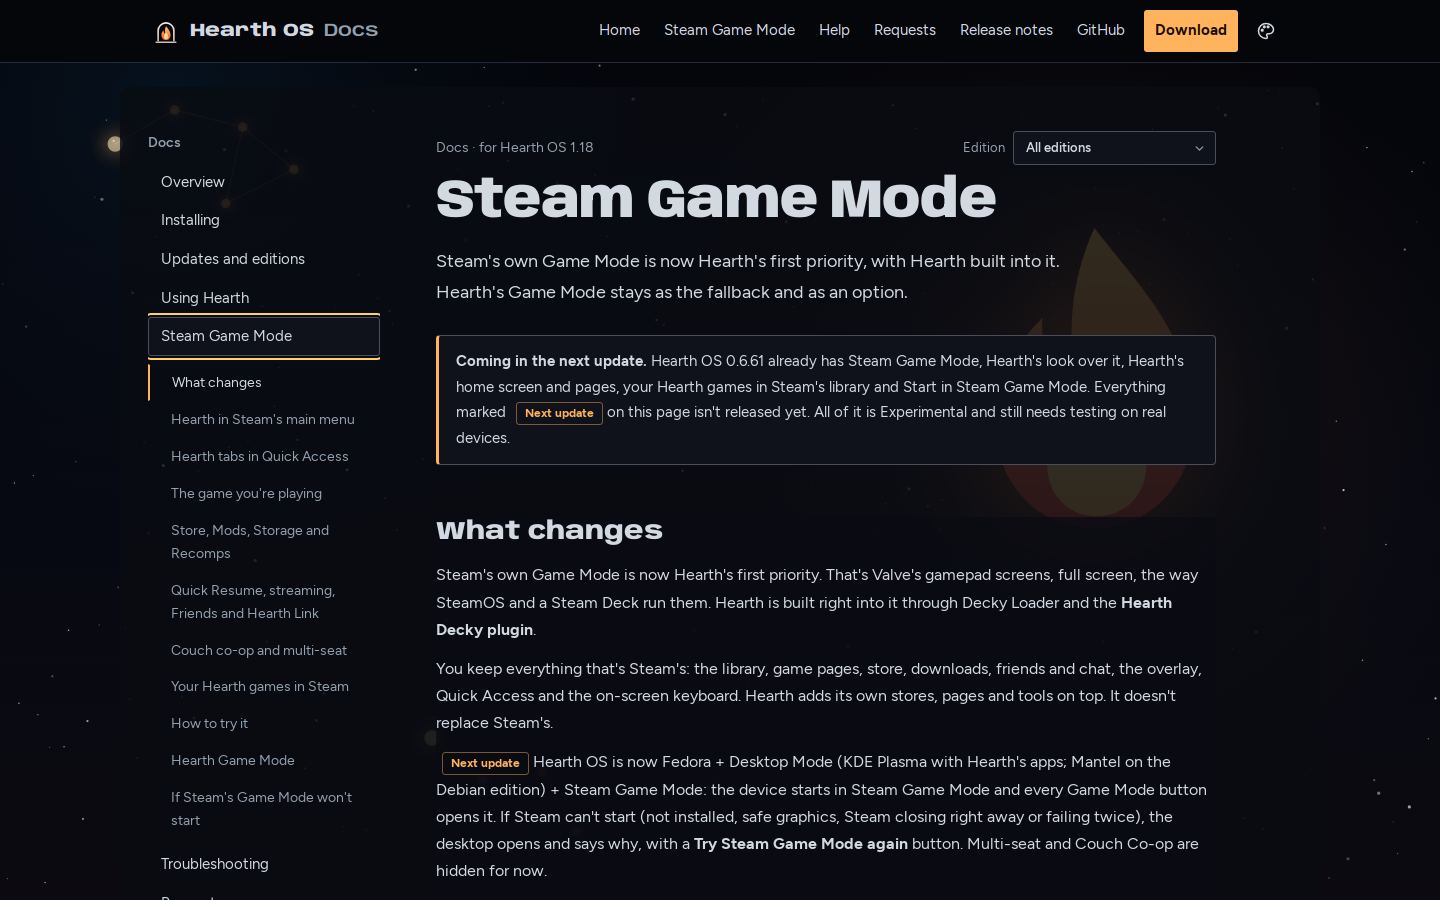 Hearth OS Docs
Home
Steam Game Mode
Help
Requests
Release notes
GitHub
Download
Docs
Overview
Installing
Updates and editions
Using Hearth
Steam Game Mode
What changes
Hearth in Steam's main menu
Hearth tabs in Quick Access
The game you're playing
Store, Mods, Storage and
Recomps
Quick Resume, streaming,
Friends and Hearth Link
Couch co-op and multi-seat
Your Hearth games in Steam
How to try it
Hearth Game Mode
If Steam's Game Mode won't
start
Troubleshooting
Docs · for Hearth OS 1.18
Edition
All editions
Steam Game Mode
Steam's own Game Mode is now Hearth's first priority, with Hearth built into it.
Hearth's Game Mode stays as the fallback and as an option.
Coming in the next update. Hearth OS 0.6.61 already has Steam Game Mode, Hearth's look over it, Hearth's
home screen and pages, your Hearth games in Steam's library and Start in Steam Game Mode. Everything
marked Next update on this page isn't released yet. All of it is Experimental and still needs testing on real
devices.
What changes
Steam's own Game Mode is now Hearth's first priority. That's Valve's gamepad screens, full screen, the way
SteamOS and a Steam Deck run them. Hearth is built right into it through Decky Loader and the Hearth
Decky plugin.
You keep everything that's Steam's: the library, game pages, store, downloads, friends and chat, the overlay,
Quick Access and the on-screen keyboard. Hearth adds its own stores, pages and tools on top. It doesn't
replace Steam's.
Next update Hearth OS is now Fedora + Desktop Mode (KDE Plasma with Hearth's apps; Mantel on the
Debian edition) + Steam Game Mode: the device starts in Steam Game Mode and every Game Mode button
opens it. If Steam can't start (not installed, safe graphics, Steam closing right away or failing twice), the
desktop opens and says why, with a Try Steam Game Mode again button. Multi-seat and Couch Co-op are
hidden for now.